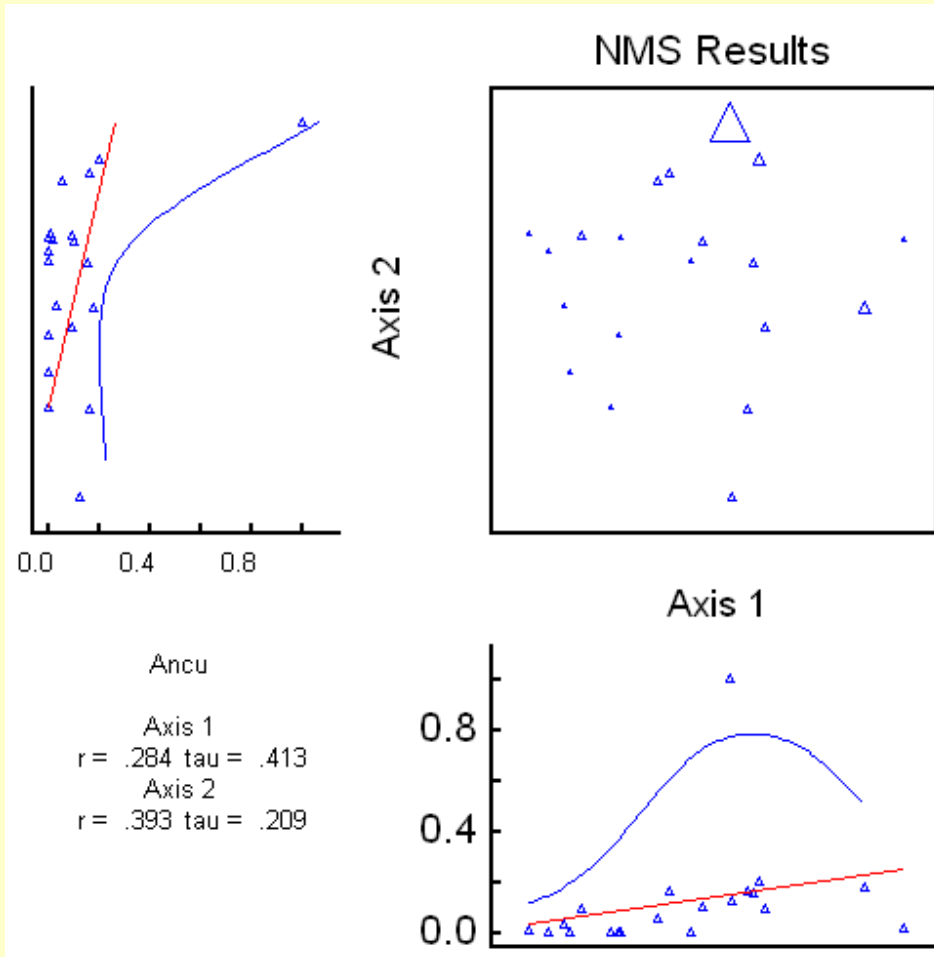 NMS Results
Axis 2
0.0 0.4 0.8
Axis 1
Ancu
Axis 1
r = .284 tau = .413
Axis 2
r = .393 tau = .209
0.8
0.4
0.0